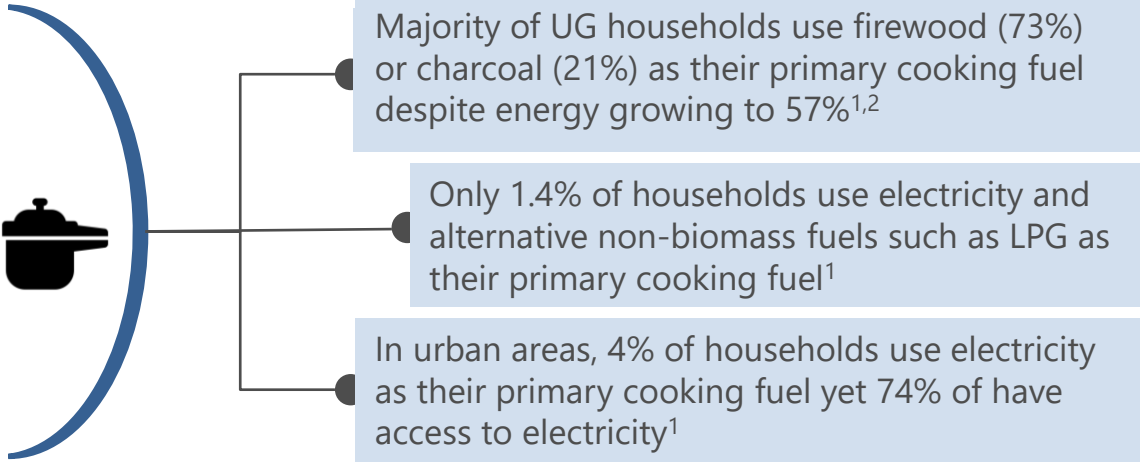 Majority of UG households use firewood (73%)
or charcoal (21%) as their primary cooking fuel
despite energy growing to 57%1,2
Only 1.4% of households use electricity and
alternative non-biomass fuels such as LPG as
their primary cooking fuel1
In urban areas, 4% of households use electricity
as their primary cooking fuel yet 74% of have
access to electricity1